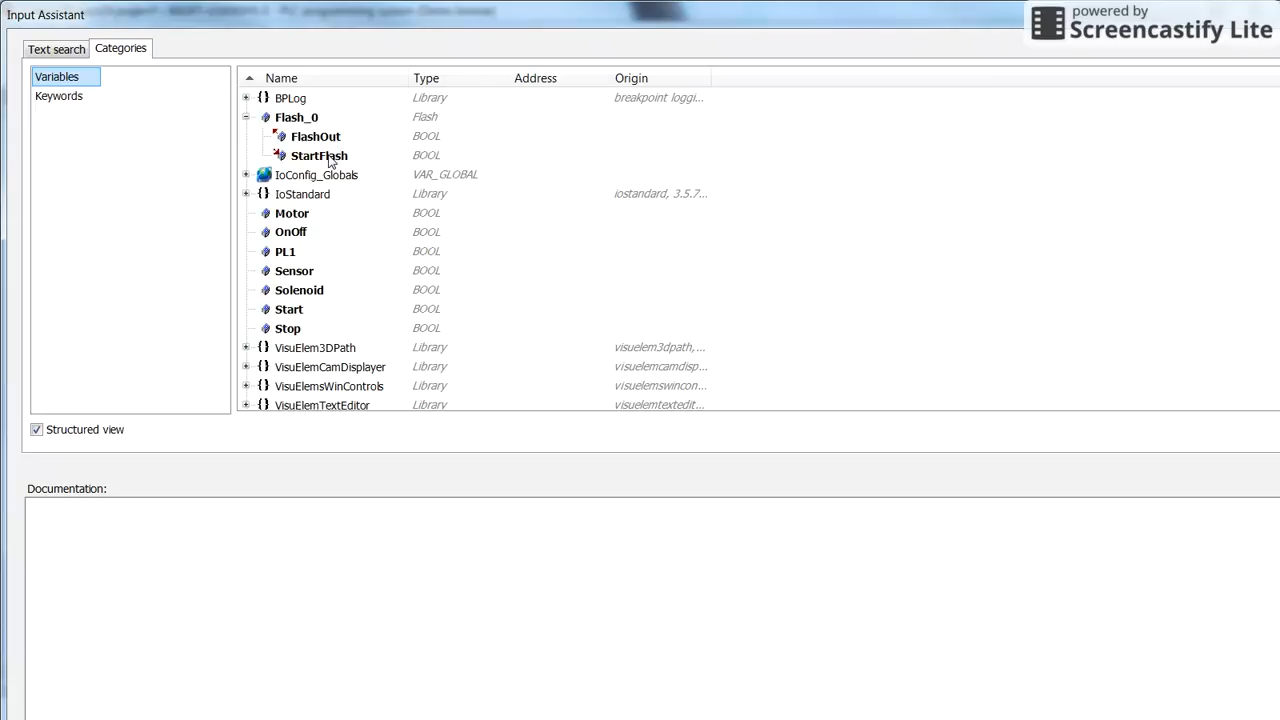 Input Assistant
powered by
Screencastify Lite
Text search Categories
Variables
Keywords
Name Type Address Origin
BPLog Library breakpoint loggi...
Flash_0 Flash
FlashOut BOOL
StartFlash BOOL
IoConfig_Globals VAR_GLOBAL
IoStandard Library iostandard, 3.5.7...
Motor BOOL
OnOff BOOL
PL1 BOOL
Sensor BOOL
Solenoid BOOL
Start BOOL
Stop BOOL
VisuElem3DPath Library visuelem3dpath,...
VisuElemCamDisplayer Library visuelemcamdisp...
VisuElemsWinControls Library visuelemswincon...
VisuElemTextEditor Library visuelemtextedit...
Structured view
Documentation: